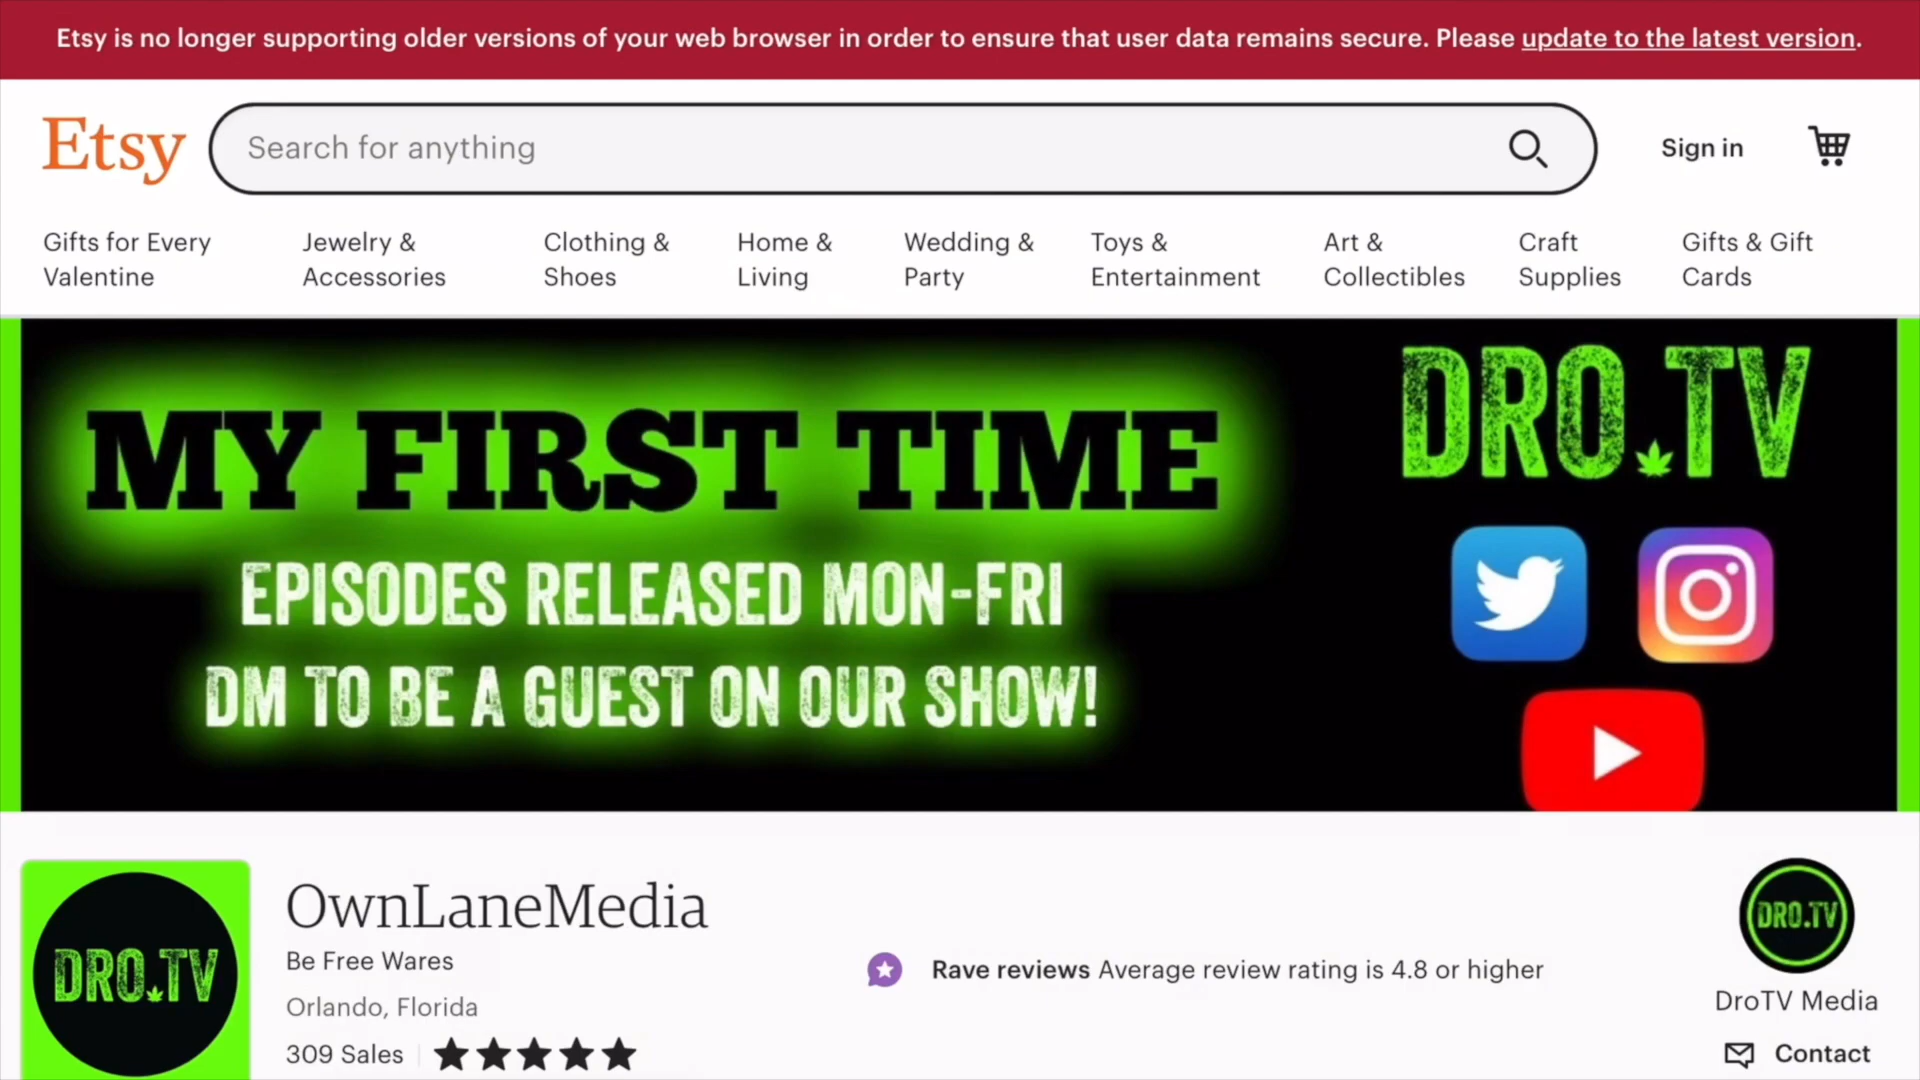 Etsy is no longer supporting older versions of your web browser in order to ensure that user data remains secure. Please update to the latest version.
Etsy
Search for anything
Sign in
Gifts for Every Valentine
Jewelry & Accessories
Clothing & Shoes
Home & Living
Wedding & Party
Toys & Entertainment
Art & Collectibles
Craft Supplies
Gifts & Gift Cards
MY FIRST TIME
EPISODES RELEASED MON-FRI
DM TO BE A GUEST ON OUR SHOW!
DRO.TV
DRO.TV
OwnLaneMedia
Be Free Wares
Orlando, Florida
309 Sales
Rave reviews Average review rating is 4.8 or higher
DRO.TV
DroTV Media
Contact